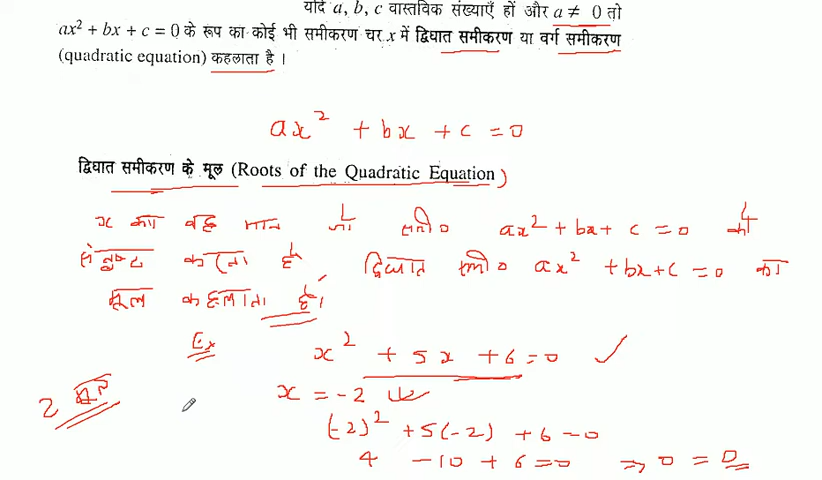 यदि a, b, c वास्तविक संख्याएँ हों और a ≠ 0 तो
ax² + bx + c = 0 के रूप का कोई भी समीकरण चर x में द्विघात समीकरण या वर्ग समीकरण
(quadratic equation) कहलाता है ।
ax² + bx + c = 0
द्विघात समीकरण के मूल (Roots of the Quadratic Equation)
x का वह मान जो समी० ax² + bx + c = 0 को
संतुष्ट करता है द्विघात समी० ax² + bx + c = 0 का
मूल कहलाता है।
Ex
x² + 5x + 6 = 0
2 मूल
x = -2
(-2)² + 5(-2) + 6 = 0
4 - 10 + 6 = 0 ⇒ 0 = 0